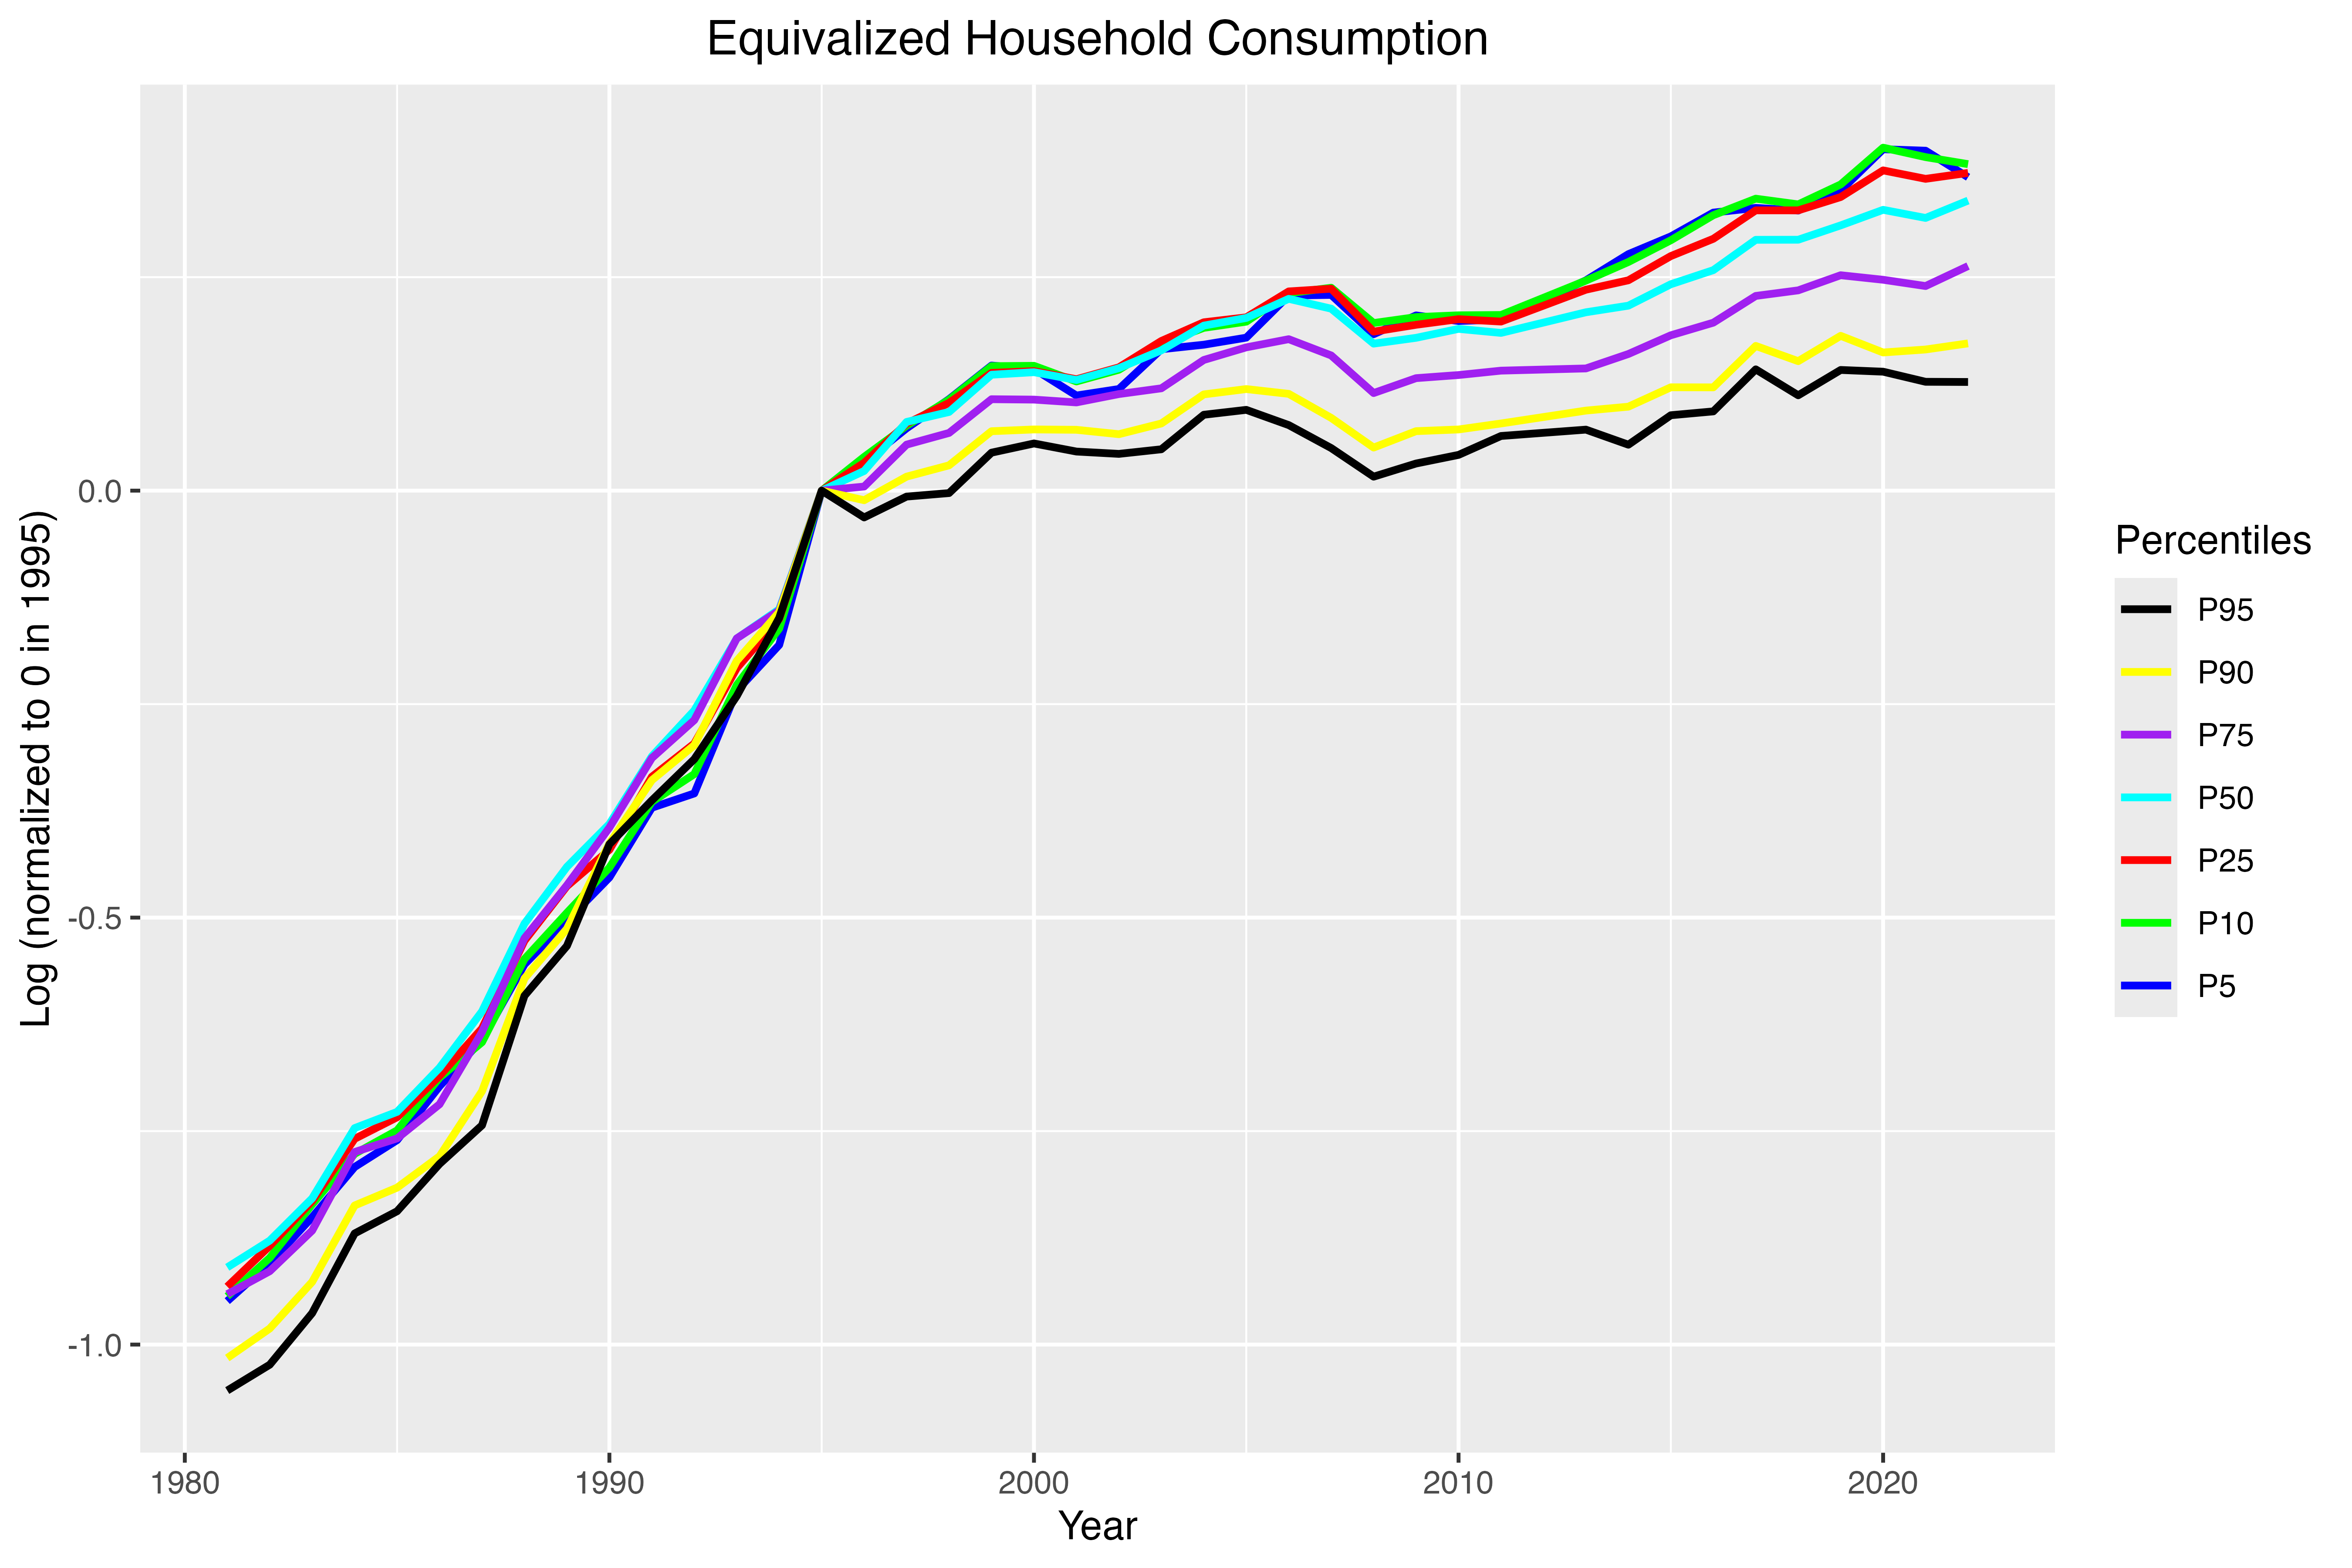 Equivalized Household Consumption
Log (normalized to 0 in 1995)
0.0
-0.5
-1.0
1980
1990
2000
2010
2020
Year
Percentiles
P95
P90
P75
P50
P25
P10
P5